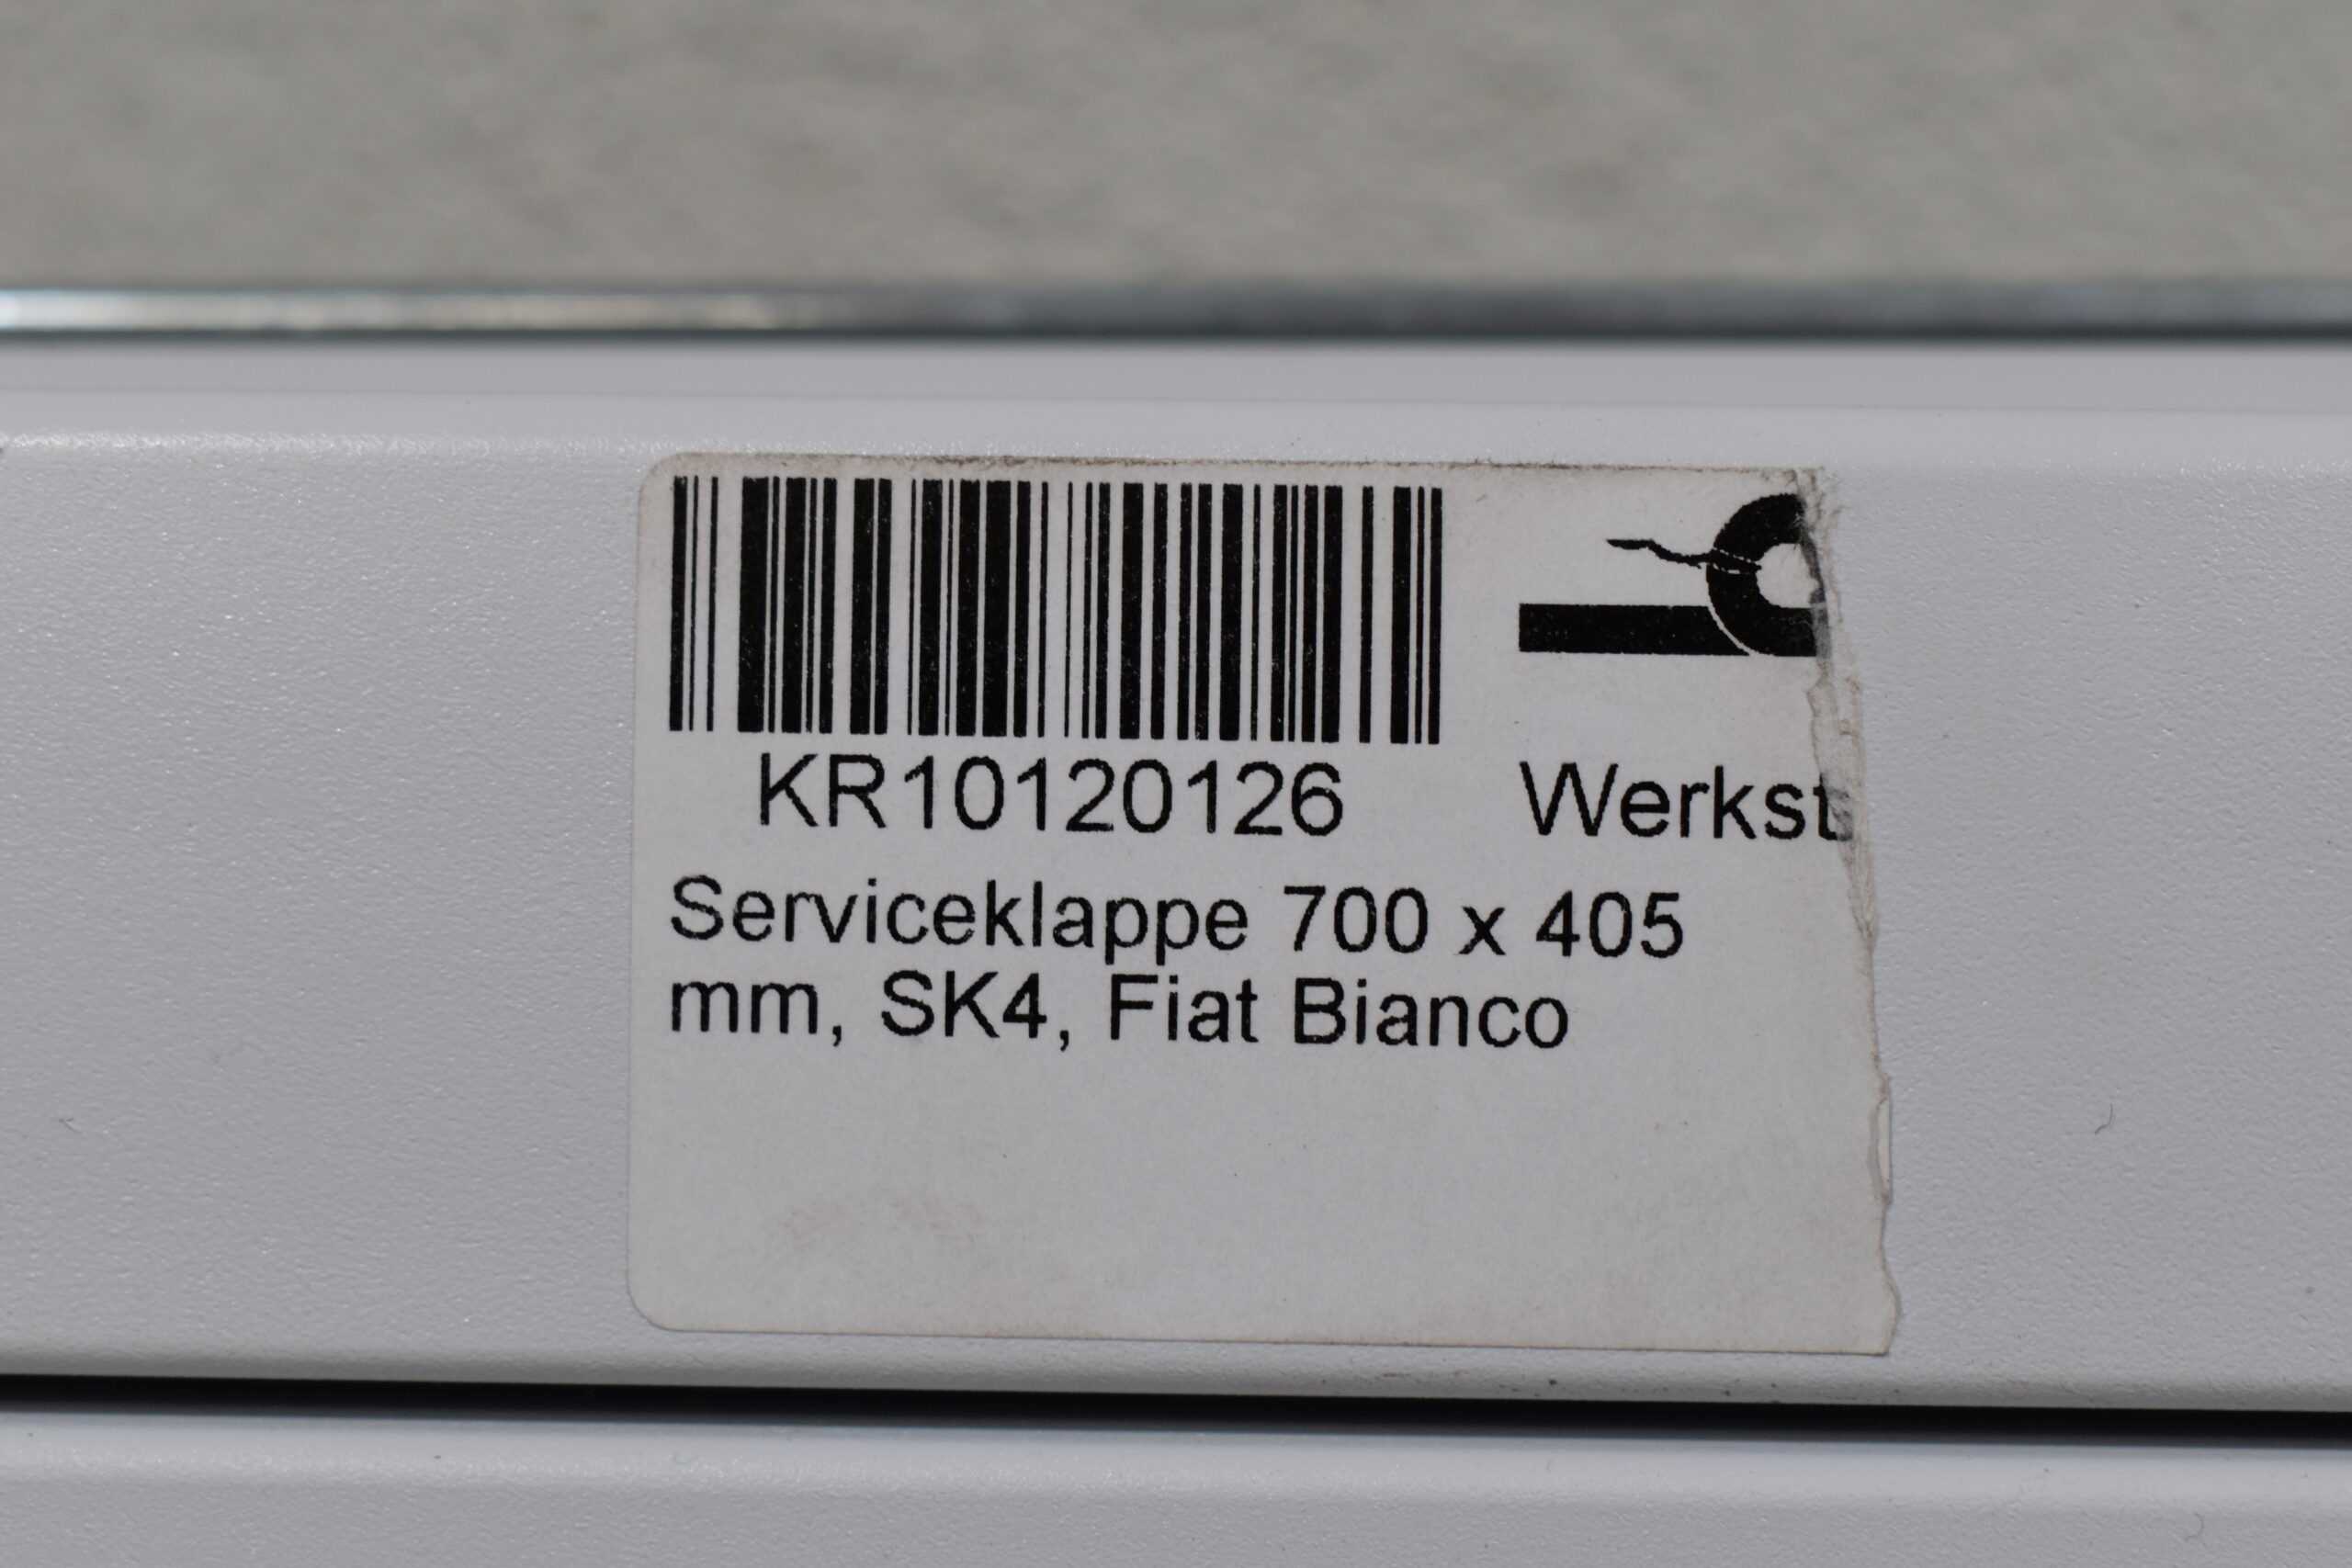 KR10120126 Werkst
Serviceklappe 700 x 405
mm, SK4, Fiat Bianco